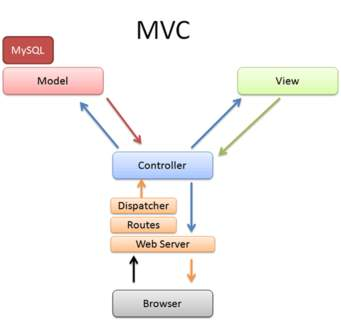 MVC
MySQL
Model
View
Controller
Dispatcher
Routes
Web Server
Browser